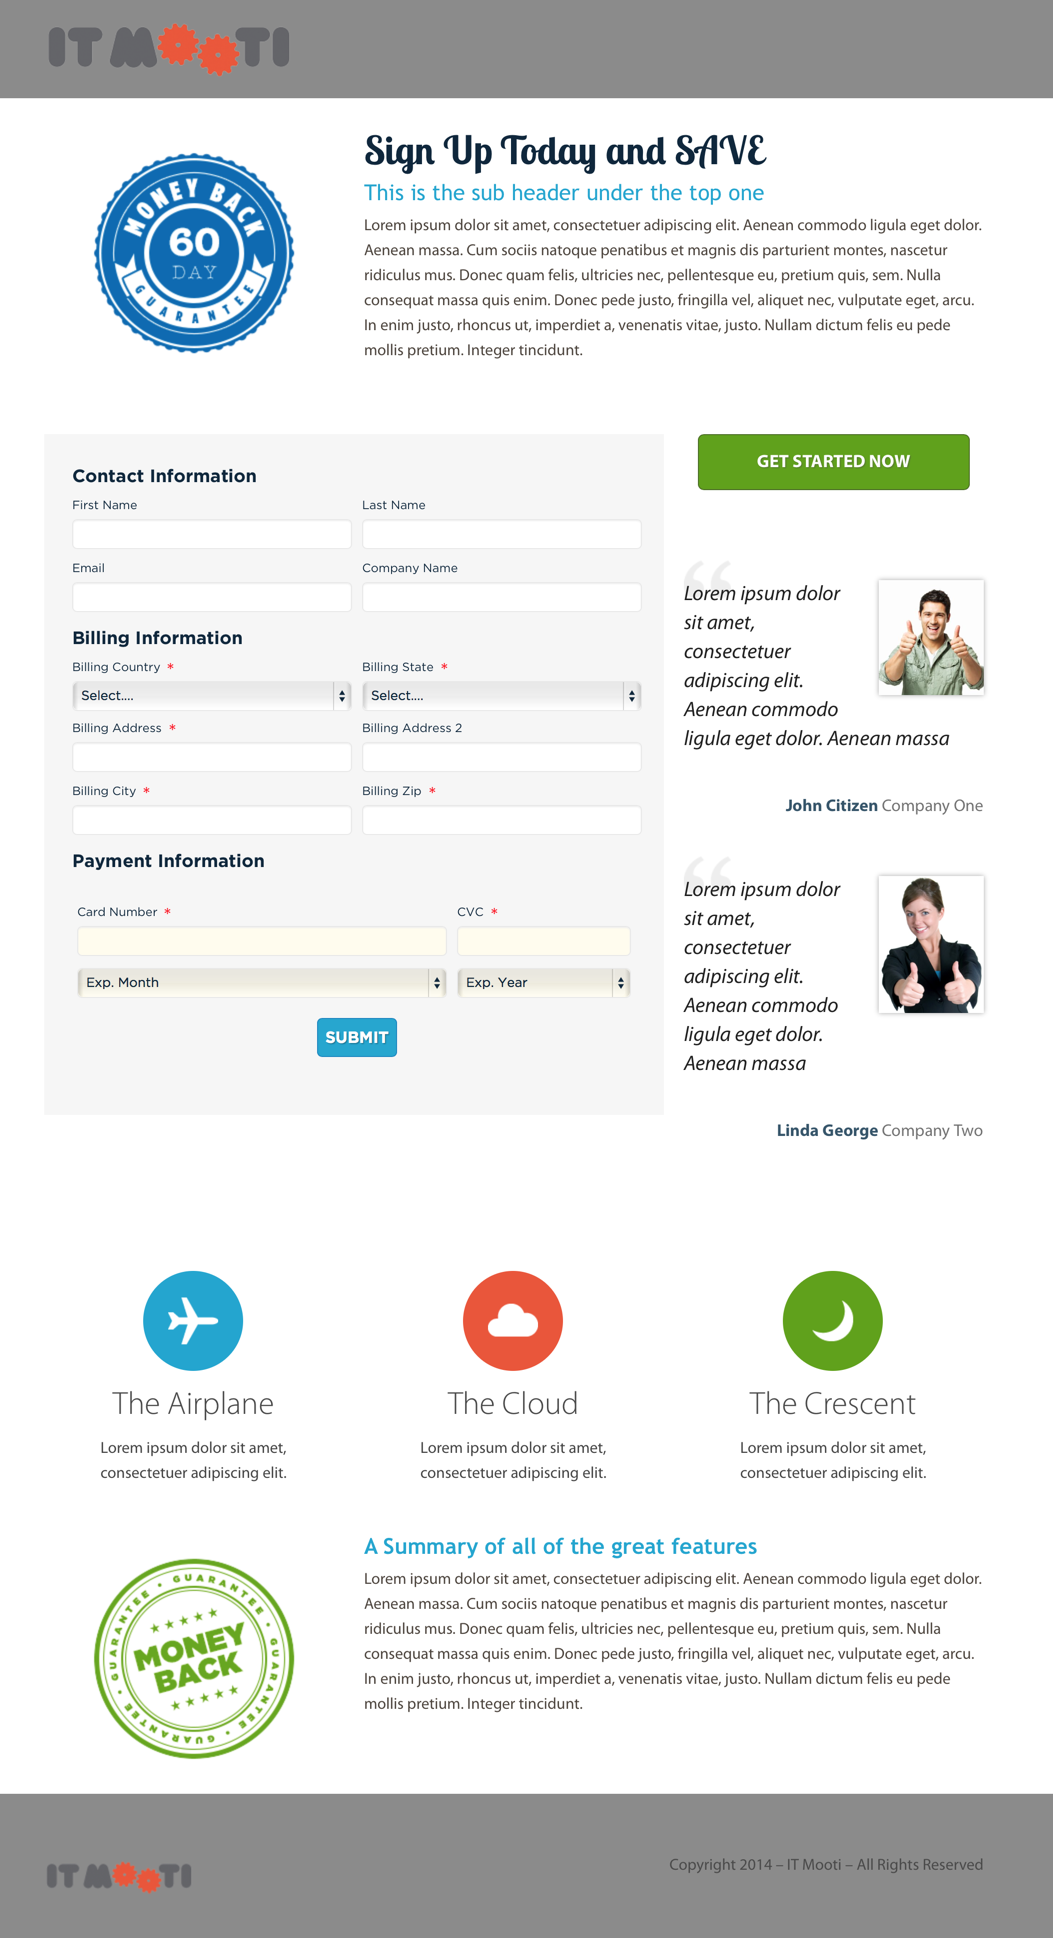 IT MOOTI
MONEY BACK
60
DAY
GUARANTEE
Sign Up Today and SAVE
This is the sub header under the top one
Lorem ipsum dolor sit amet, consectetuer adipiscing elit. Aenean commodo ligula eget dolor.
Aenean massa. Cum sociis natoque penatibus et magnis dis parturient montes, nascetur
ridiculus mus. Donec quam felis, ultricies nec, pellentesque eu, pretium quis, sem. Nulla
consequat massa quis enim. Donec pede justo, fringilla vel, aliquet nec, vulputate eget, arcu.
In enim justo, rhoncus ut, imperdiet a, venenatis vitae, justo. Nullam dictum felis eu pede
mollis pretium. Integer tincidunt.
Contact Information
First Name Last Name
Email Company Name
Billing Information
Billing Country * Billing State *
Select.... Select....
Billing Address * Billing Address 2
Billing City * Billing Zip *
Payment Information
Card Number * CVC *
Exp. Month Exp. Year
SUBMIT
GET STARTED NOW
“
Lorem ipsum dolor
sit amet,
consectetuer
adipiscing elit.
Aenean commodo
ligula eget dolor. Aenean massa
John Citizen Company One
“
Lorem ipsum dolor
sit amet,
consectetuer
adipiscing elit.
Aenean commodo
ligula eget dolor.
Aenean massa
Linda George Company Two
The Airplane
Lorem ipsum dolor sit amet,
consectetuer adipiscing elit.
The Cloud
Lorem ipsum dolor sit amet,
consectetuer adipiscing elit.
The Crescent
Lorem ipsum dolor sit amet,
consectetuer adipiscing elit.
GUARANTEE • GUARANTEE • GUARANTEE • GUARANTEE •
MONEY
BACK
A Summary of all of the great features
Lorem ipsum dolor sit amet, consectetuer adipiscing elit. Aenean commodo ligula eget dolor.
Aenean massa. Cum sociis natoque penatibus et magnis dis parturient montes, nascetur
ridiculus mus. Donec quam felis, ultricies nec, pellentesque eu, pretium quis, sem. Nulla
consequat massa quis enim. Donec pede justo, fringilla vel, aliquet nec, vulputate eget, arcu.
In enim justo, rhoncus ut, imperdiet a, venenatis vitae, justo. Nullam dictum felis eu pede
mollis pretium. Integer tincidunt.
IT MOOTI
Copyright 2014 – IT Mooti – All Rights Reserved